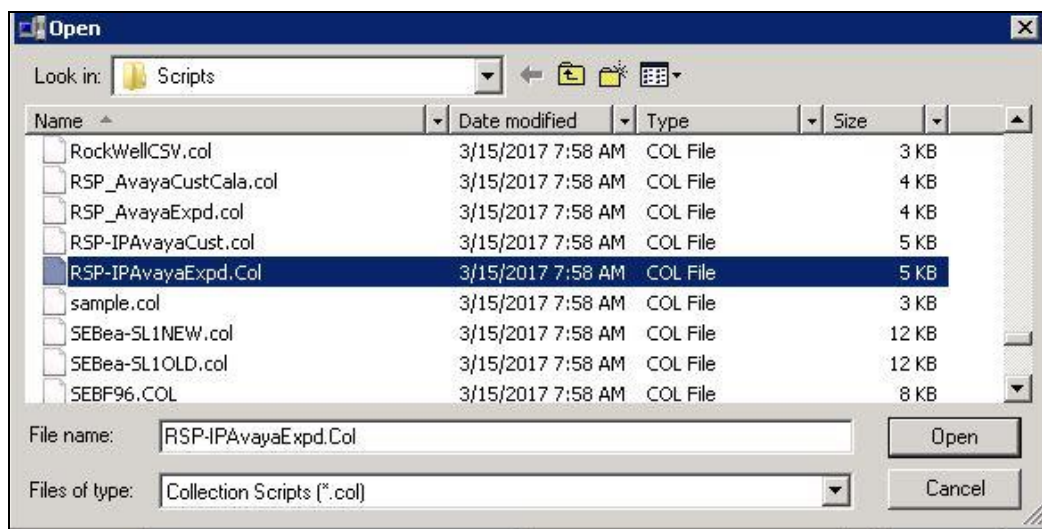 Open
Look in: Scripts
Name Date modified Type Size
RockWellCSV.col 3/15/2017 7:58 AM COL File 3 KB
RSP_AvayaCustCala.col 3/15/2017 7:58 AM COL File 4 KB
RSP_AvayaExpd.col 3/15/2017 7:58 AM COL File 4 KB
RSP-IPAvayaCust.col 3/15/2017 7:58 AM COL File 5 KB
RSP-IPAvayaExpd.Col 3/15/2017 7:58 AM COL File 5 KB
sample.col 3/15/2017 7:58 AM COL File 3 KB
SEBea-SL1NEW.col 3/15/2017 7:58 AM COL File 12 KB
SEBea-SL1OLD.col 3/15/2017 7:58 AM COL File 12 KB
SEBF96.COL 3/15/2017 7:58 AM COL File 8 KB
File name: RSP-IPAvayaExpd.Col Open
Files of type: Collection Scripts (*.col) Cancel